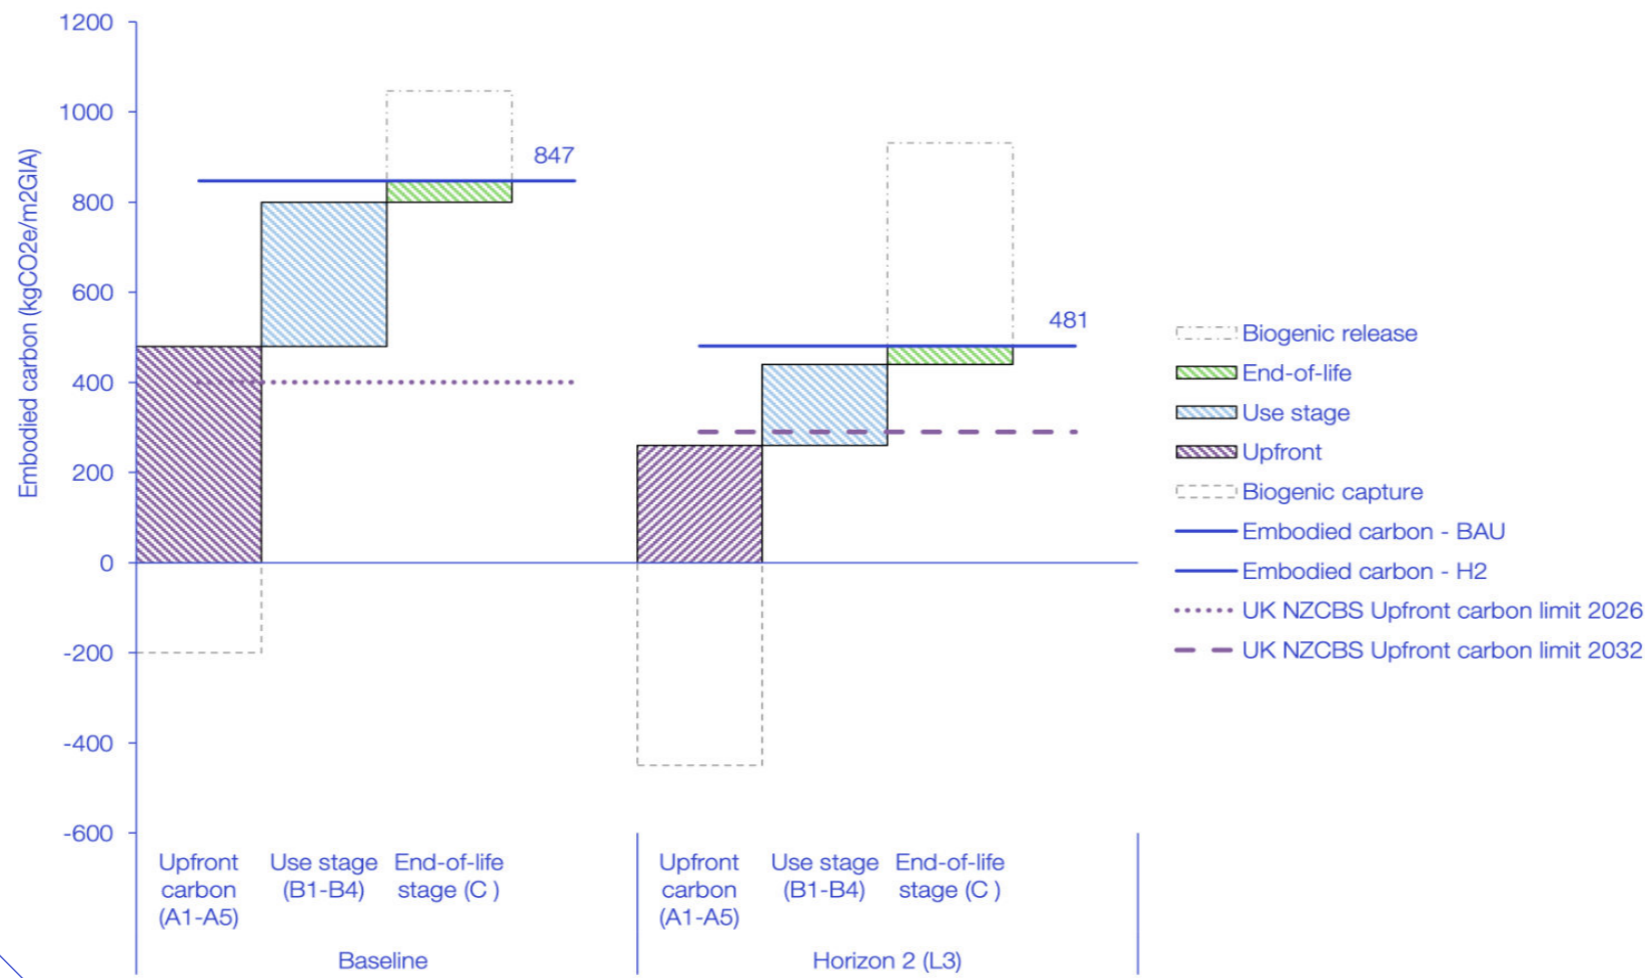 1200
1000
800
600
400
200
0
-200
-400
-600
Embodied carbon (kgCO2e/m2GIA)
847
481
Upfront
carbon
(A1-A5)
Use stage
(B1-B4)
End-of-life
stage (C )
Baseline
Upfront
carbon
(A1-A5)
Use stage
(B1-B4)
End-of-life
stage (C )
Horizon 2 (L3)
Biogenic release
End-of-life
Use stage
Upfront
Biogenic capture
Embodied carbon - BAU
Embodied carbon - H2
UK NZCBS Upfront carbon limit 2026
UK NZCBS Upfront carbon limit 2032